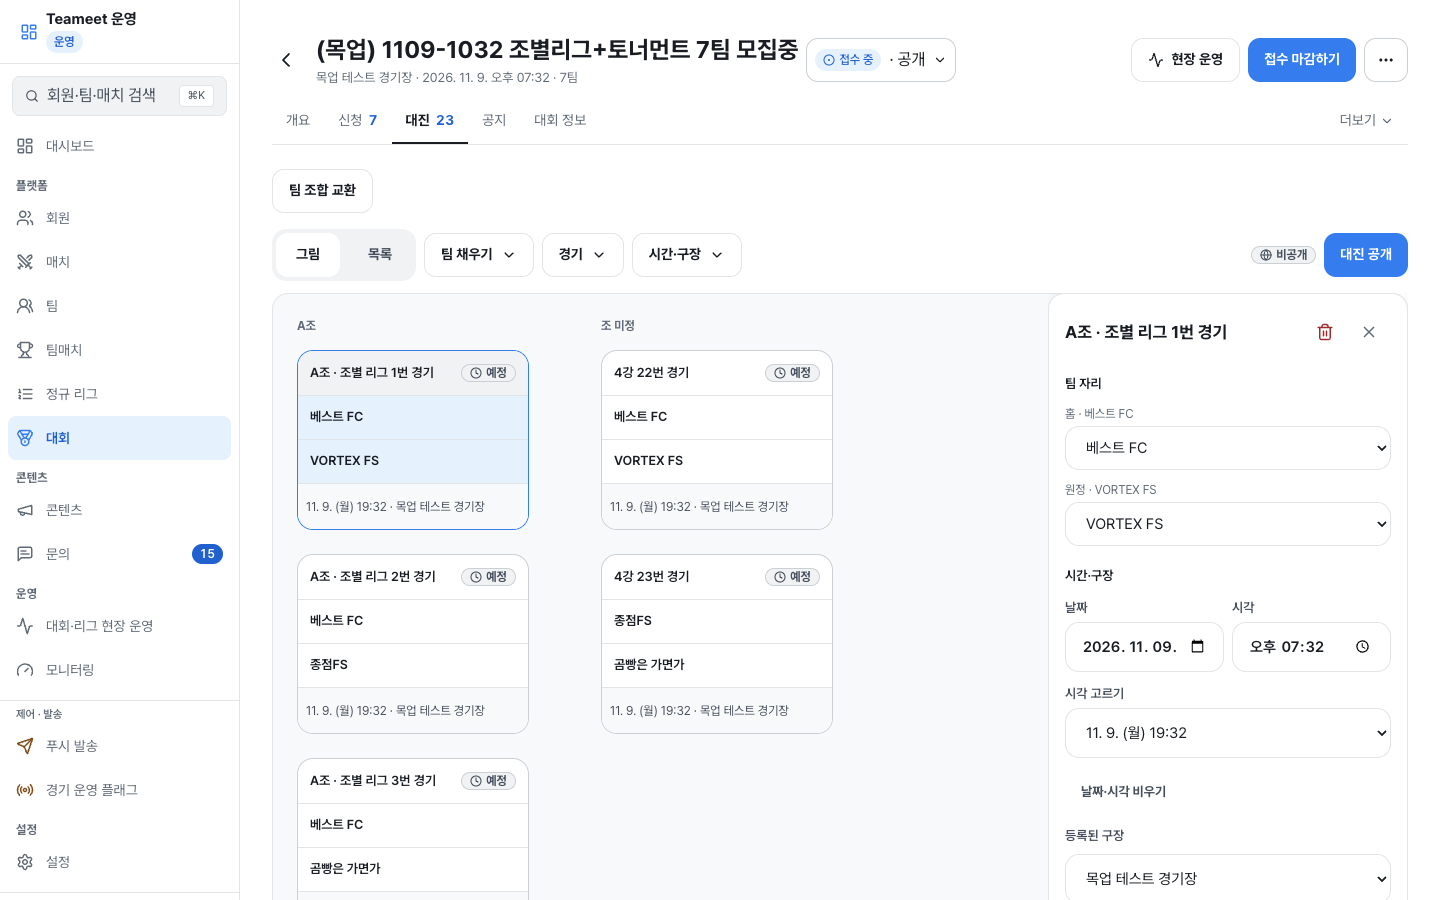 Teameet 운영
운영
회원·팀·매치 검색 ⌘K
대시보드
플랫폼
회원
매치
팀
팀매치
정규 리그
대회
콘텐츠
콘텐츠
문의 15
운영
대회·리그 현장 운영
모니터링
제어 · 발송
푸시 발송
경기 운영 플래그
설정
설정
(목업) 1109-1032 조별리그+토너먼트 7팀 모집중
접수 중 · 공개
목업 테스트 경기장 · 2026. 11. 9. 오후 07:32 · 7팀
현장 운영
접수 마감하기
개요 신청 7 대진 23 공지 대회 정보 더보기
팀 조합 교환
그림 목록 팀 채우기 경기 시간·구장 비공개 대진 공개
A조
A조 · 조별 리그 1번 경기 예정
베스트 FC
VORTEX FS
11. 9. (월) 19:32 · 목업 테스트 경기장
A조 · 조별 리그 2번 경기 예정
베스트 FC
종점FS
11. 9. (월) 19:32 · 목업 테스트 경기장
A조 · 조별 리그 3번 경기 예정
베스트 FC
곰빵은 가면가
조 미정
4강 22번 경기 예정
베스트 FC
VORTEX FS
11. 9. (월) 19:32 · 목업 테스트 경기장
4강 23번 경기 예정
종점FS
곰빵은 가면가
11. 9. (월) 19:32 · 목업 테스트 경기장
A조 · 조별 리그 1번 경기
팀 자리
홈 · 베스트 FC
베스트 FC
원정 · VORTEX FS
VORTEX FS
시간·구장
날짜 시각
2026. 11. 09. 오후 07:32
시각 고르기
11. 9. (월) 19:32
날짜·시각 비우기
등록된 구장
목업 테스트 경기장